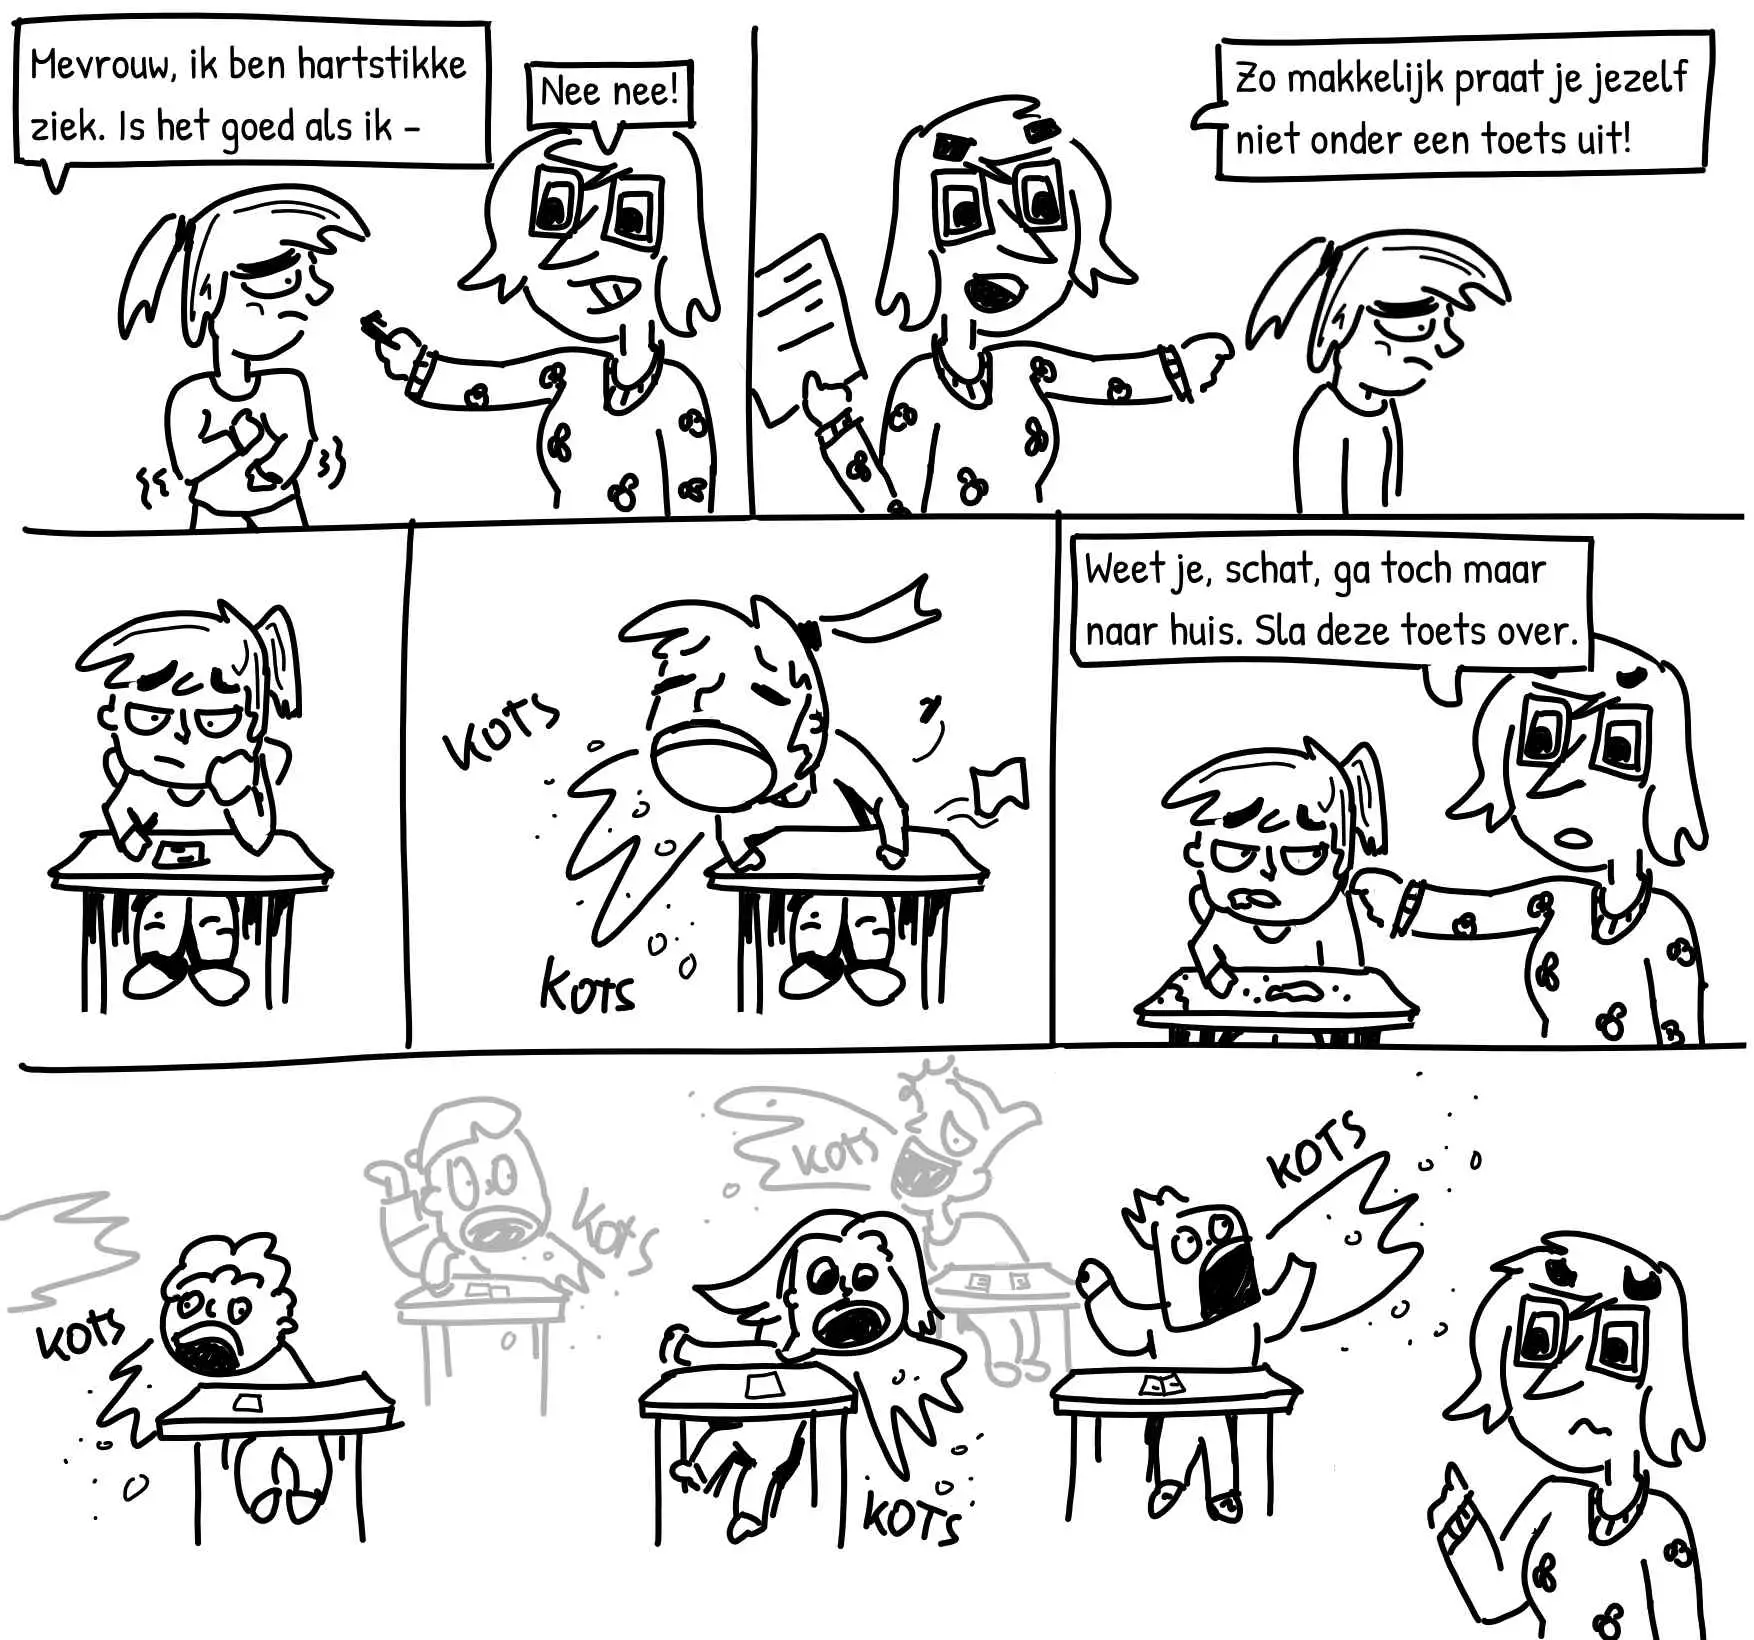 Mevrouw, ik ben hartstikke
ziek. Is het goed als ik -
Nee nee!
Zo makkelijk praat je jezelf
niet onder een toets uit!
KOTS
KOTS
Weet je, schat, ga toch maar
naar huis. Sla deze toets over.
KOTS
KOTS
KOTS
KOTS
KOTS